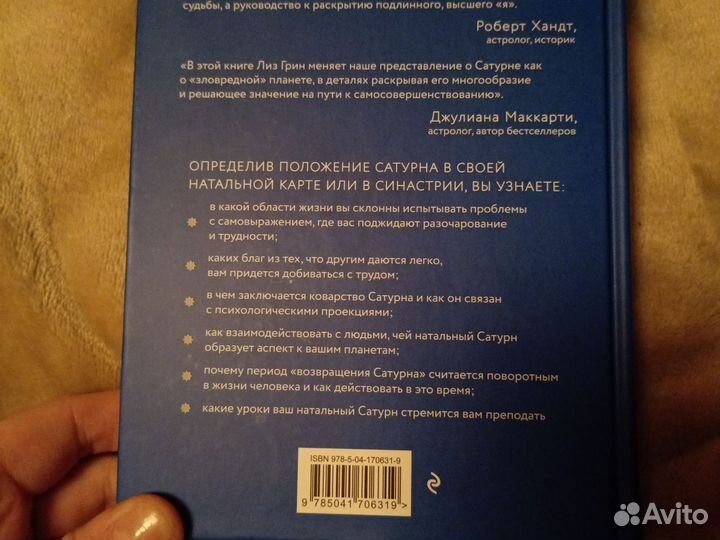 судьбы, а руководство к раскрытию подлинного, высшего «я».
Роберт Хандт,
астролог, историк
«В этой книге Лиз Грин меняет наше представление о Сатурне как
о «зловредной» планете, в деталях раскрывая его многообразие
и решающее значение на пути к самосовершенствованию».
Джулиана Маккарти,
астролог, автор бестселлеров
ОПРЕДЕЛИВ ПОЛОЖЕНИЕ САТУРНА В СВОЕЙ
НАТАЛЬНОЙ КАРТЕ ИЛИ В СИНАСТРИИ, ВЫ УЗНАЕТЕ:
в какой области жизни вы склонны испытывать проблемы
с самовыражением, где вас поджидают разочарование
и трудности;
каких благ из тех, что другим даются легко,
вам придется добиваться с трудом;
в чем заключается коварство Сатурна и как он связан
с психологическими проекциями;
как взаимодействовать с людьми, чей натальный Сатурн
образует аспект к вашим планетам;
почему период «возвращения Сатурна» считается поворотным
в жизни человека и как действовать в это время;
какие уроки ваш натальный Сатурн стремится вам преподать
ISBN 978-5-04-170631-9
9 785041 706319 >
Avito